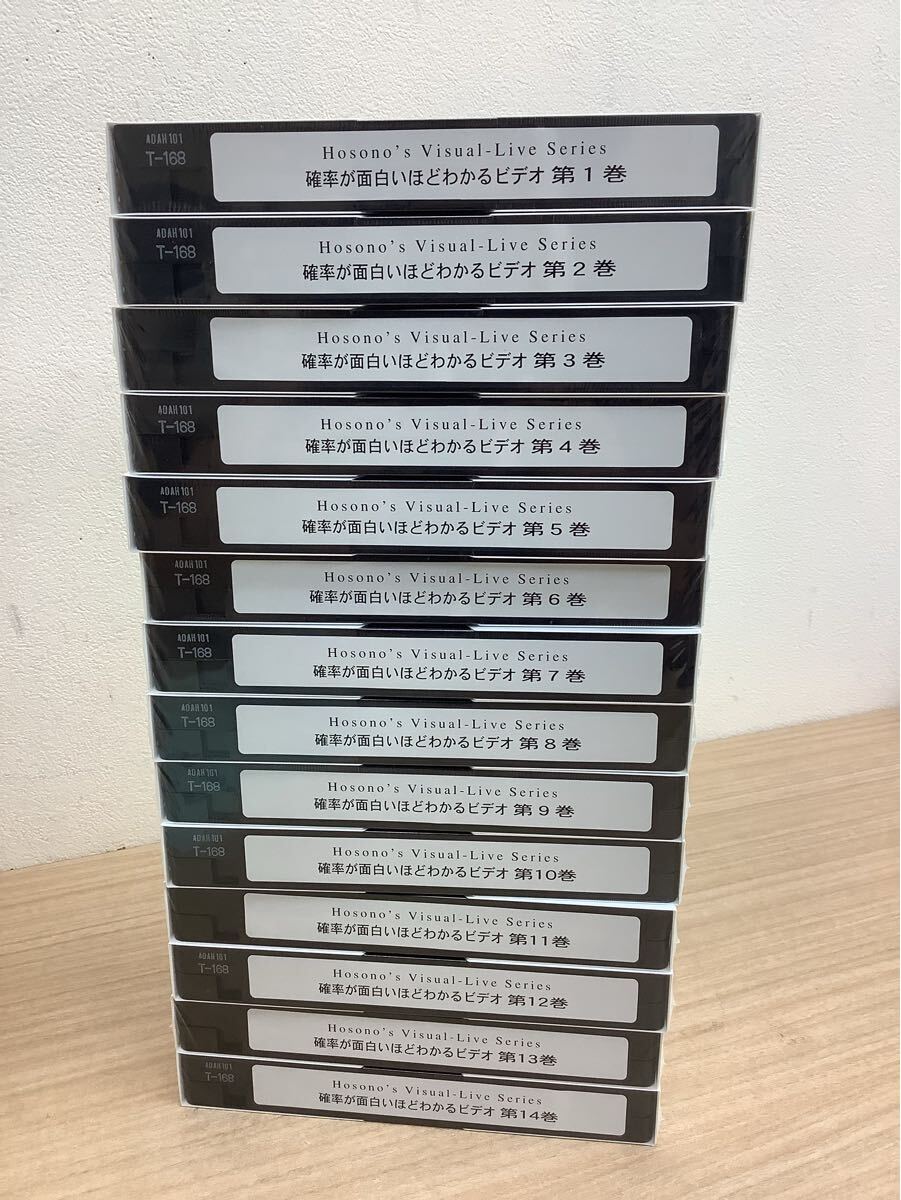 ADAH101
T-168
Hosono's Visual-Live Series
確率が面白いほどわかるビデオ 第1巻
ADAH101
T-168
Hosono's Visual-Live Series
確率が面白いほどわかるビデオ 第2巻
Hosono's Visual-Live Series
確率が面白いほどわかるビデオ 第3巻
ADAH101
T-168
Hosono's Visual-Live Series
確率が面白いほどわかるビデオ 第4巻
ADAH101
T-168
Hosono's Visual-Live Series
確率が面白いほどわかるビデオ 第5巻
ADAH101
T-168
Hosono's Visual-Live Series
確率が面白いほどわかるビデオ 第6巻
ADAH101
T-168
Hosono's Visual-Live Series
確率が面白いほどわかるビデオ 第7巻
ADAH101
T-168
Hosono's Visual-Live Series
確率が面白いほどわかるビデオ 第8巻
ADAH101
T-168
Hosono's Visual-Live Series
確率が面白いほどわかるビデオ 第9巻
ADAH101
T-168
Hosono's Visual-Live Series
確率が面白いほどわかるビデオ 第10巻
Hosono's Visual-Live Series
確率が面白いほどわかるビデオ 第11巻
ADAH101
T-168
Hosono's Visual-Live Series
確率が面白いほどわかるビデオ 第12巻
Hosono's Visual-Live Series
確率が面白いほどわかるビデオ 第13巻
ADAH101
T-168
Hosono's Visual-Live Series
確率が面白いほどわかるビデオ 第14巻